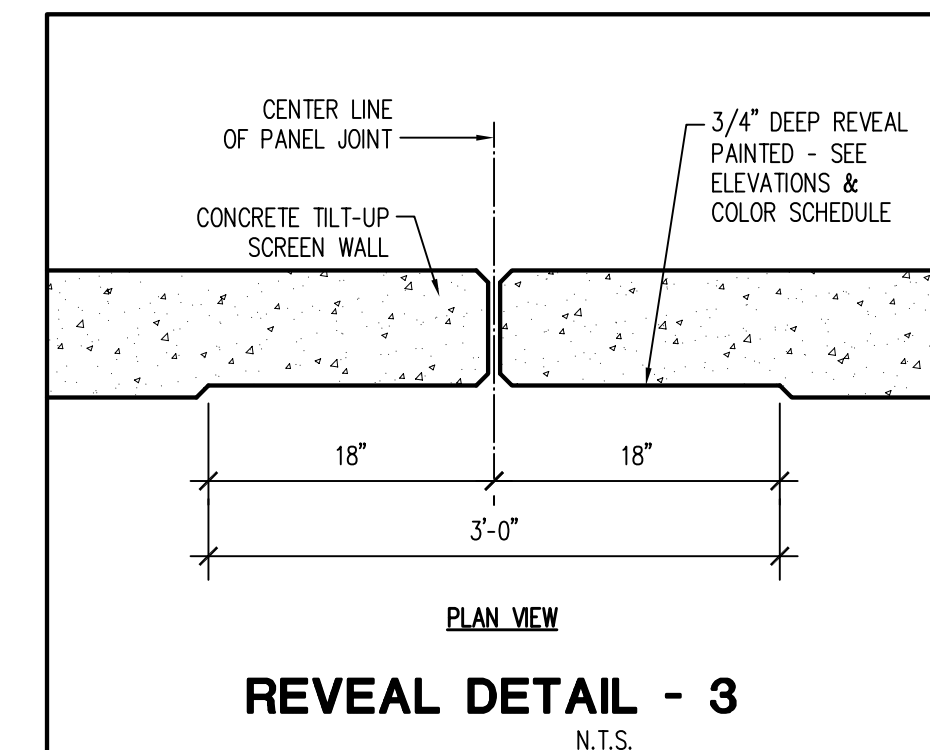 CENTER LINE
OF PANEL JOINT
3/4” DEEP REVEAL
PAINTED - SEE
ELEVATIONS &
COLOR SCHEDULE
CONCRETE TILT-UP
SCREEN WALL
18”
18”
3’-0”
PLAN VIEW
REVEAL DETAIL - 3
N.T.S.